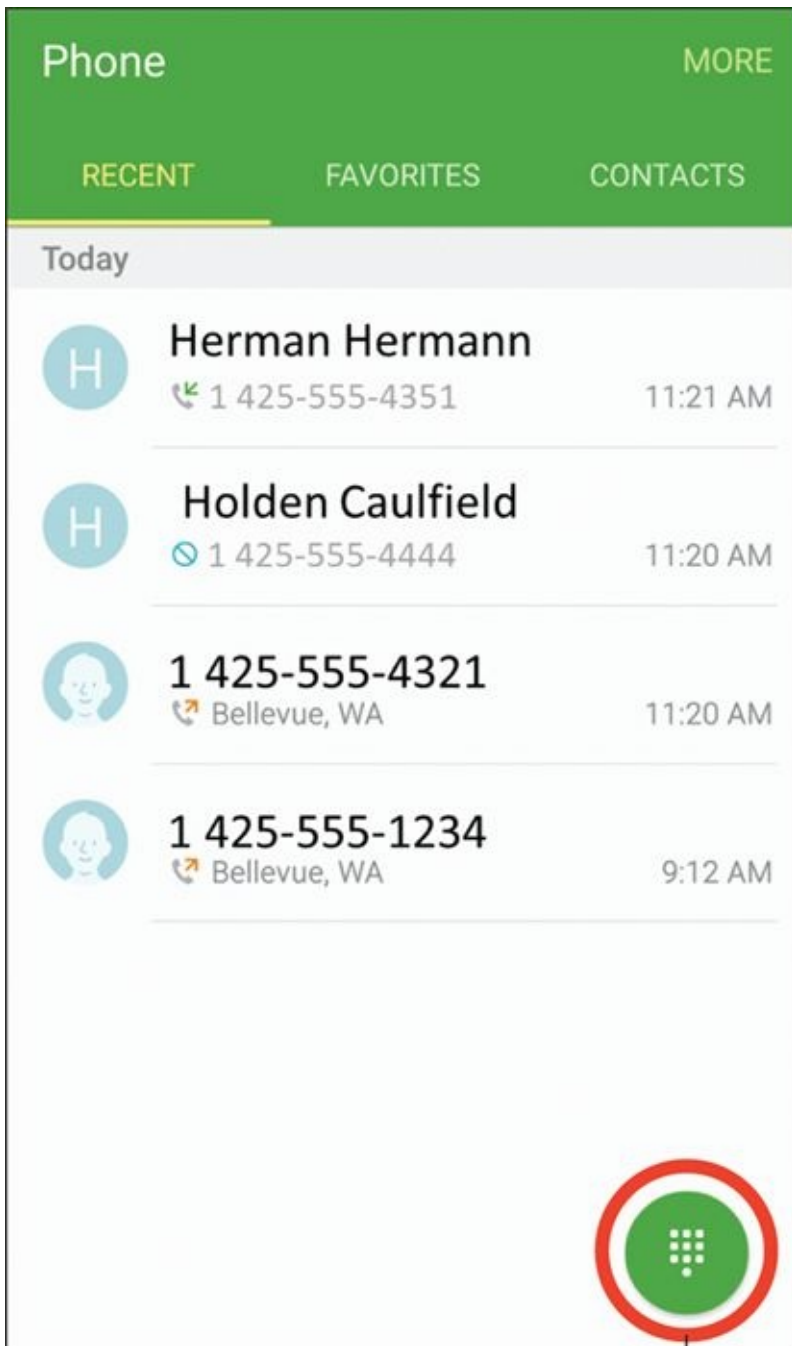 Phone MORE
RECENT FAVORITES CONTACTS
Today
H Herman Hermann
1 425-555-4351 11:21 AM
H Holden Caulfield
1 425-555-4444 11:20 AM
1 425-555-4321
Bellevue, WA 11:20 AM
1 425-555-1234
Bellevue, WA 9:12 AM